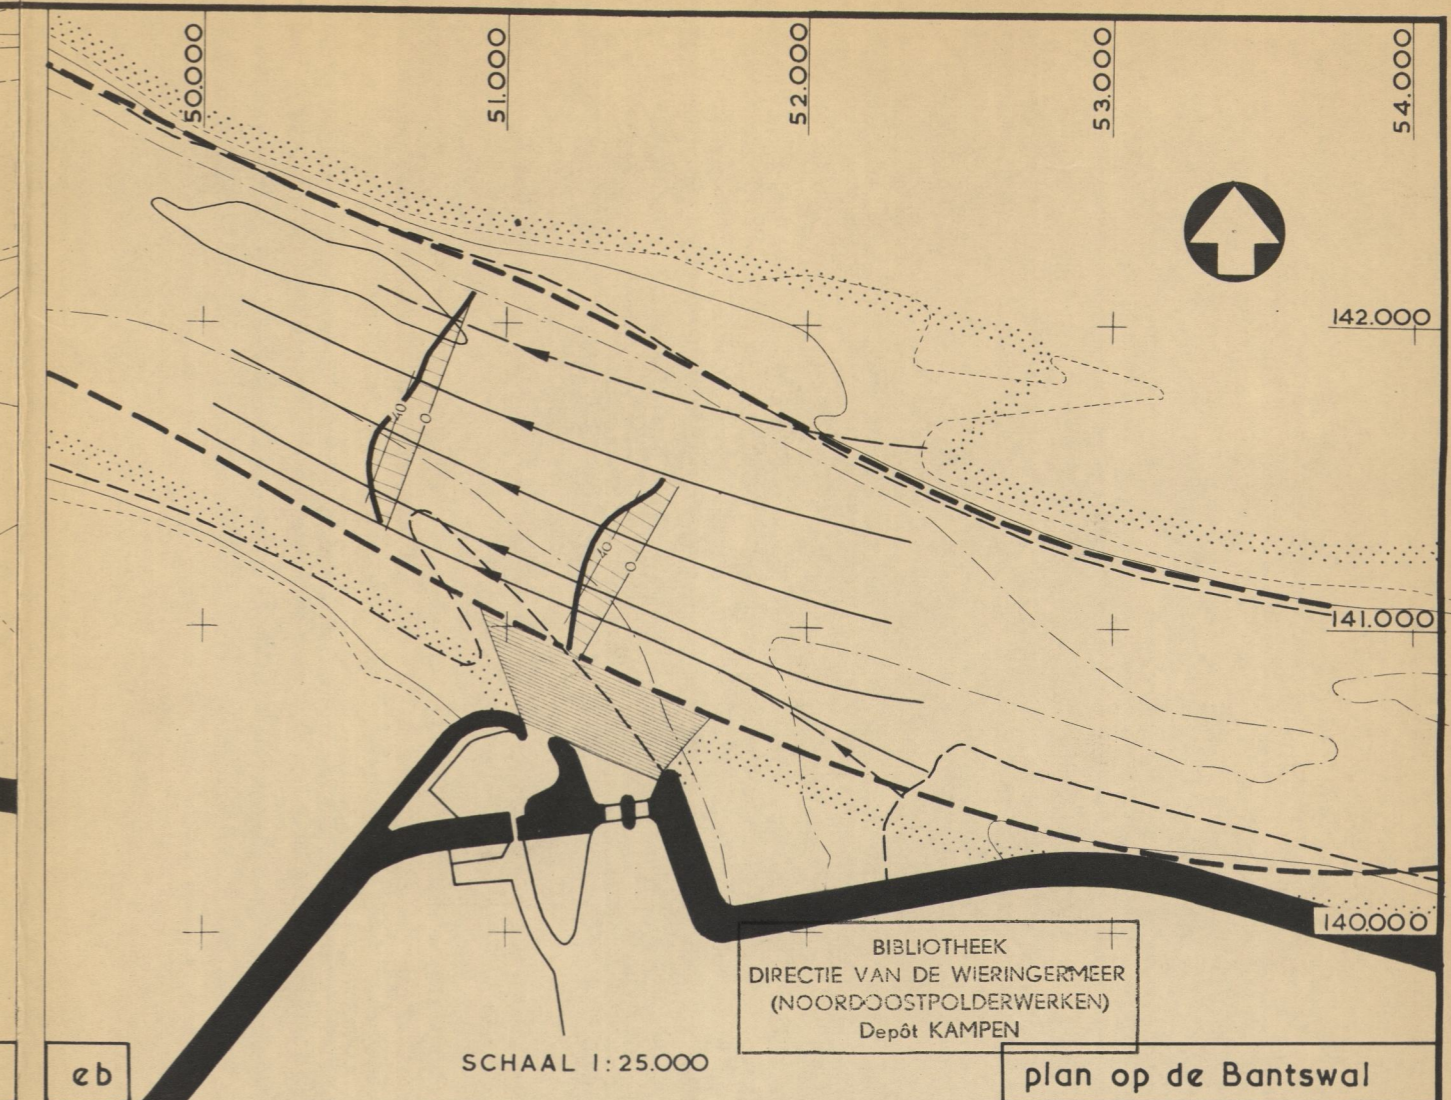 50.000
51.000
52.000
53.000
54.000
142.000
40
0
40
0
141.000
140.000
BIBLIOTHEEK
DIRECTIE VAN DE WIERINGERMEER
(NOORDOOSTPOLDERWERKEN)
Depôt KAMPEN
SCHAAL 1:25.000
eb
plan op de Bantswal